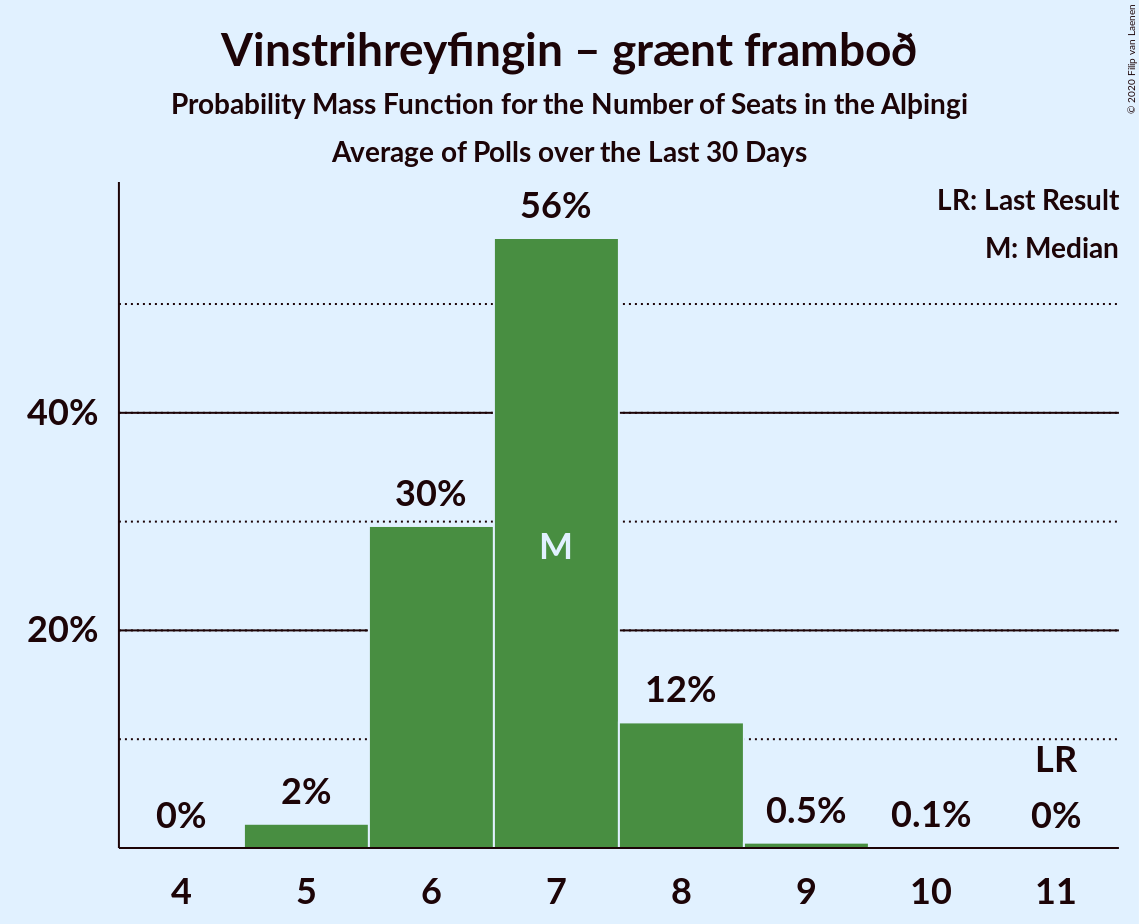 Vinstrihreyfingin – grænt framboð
Probability Mass Function for the Number of Seats in the Alþingi
Average of Polls over the Last 30 Days
© 2020 Filip van Laenen
LR: Last Result
M: Median
56%
40%
30%
M
20%
12%
LR
0%
2%
0.5%
0.1%
0%
4
5
6
7
8
9
10
11